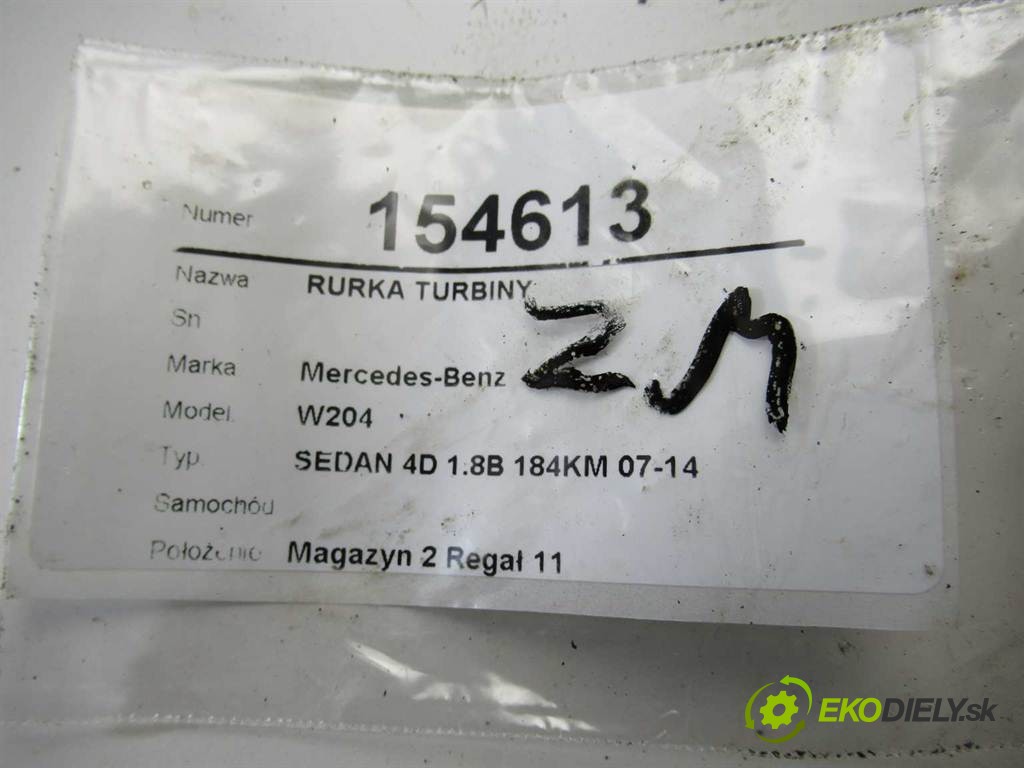 Numer 154613
Nazwa RURKA TURBINY
Sn
Marka Mercedes-Benz
Model W204
Typ SEDAN 4D 1.8B 184KM 07-14
Samochód
Położenie Magazyn 2 Regał 11
EKODIELY.sk